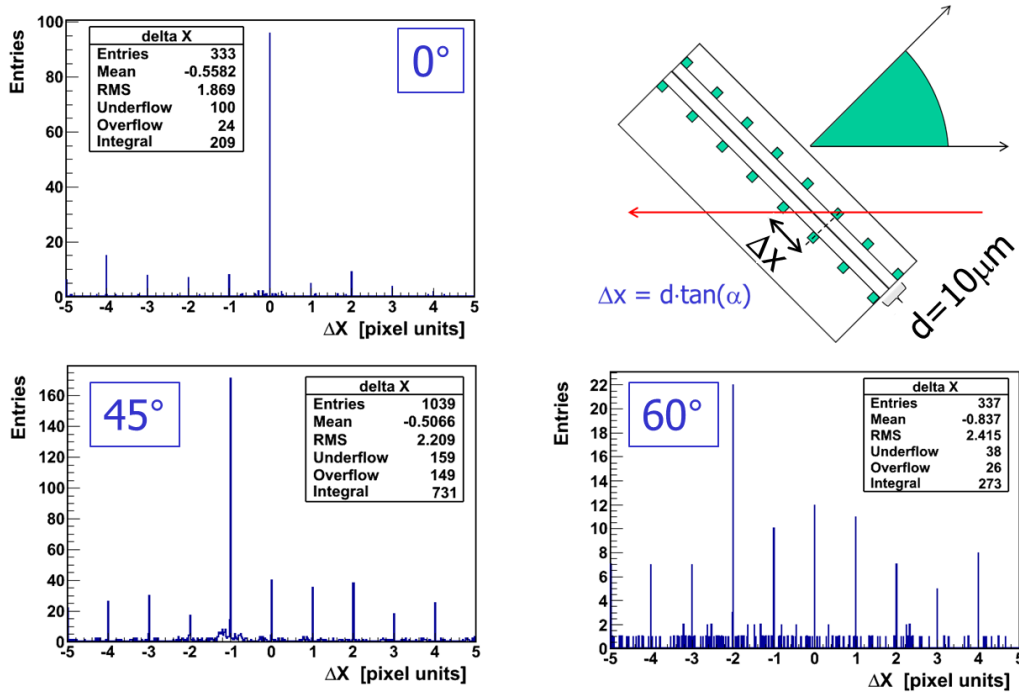 100
80
60
40
20
0
Entries
delta X
Entries 333
Mean -0.5582
RMS 1.869
Underflow 100
Overflow 24
Integral 209
0°
-5 -4 -3 -2 -1 0 1 2 3 4 5
ΔX [pixel units]
ΔX
Δx = d·tan(α)
d=10μm
160
140
120
100
80
60
40
20
0
Entries
45°
delta X
Entries 1039
Mean -0.5066
RMS 2.209
Underflow 159
Overflow 149
Integral 731
-5 -4 -3 -2 -1 0 1 2 3 4 5
ΔX [pixel units]
22
20
18
16
14
12
10
8
6
4
2
0
Entries
60°
delta X
Entries 337
Mean -0.837
RMS 2.415
Underflow 38
Overflow 26
Integral 273
-5 -4 -3 -2 -1 0 1 2 3 4 5
ΔX [pixel units]